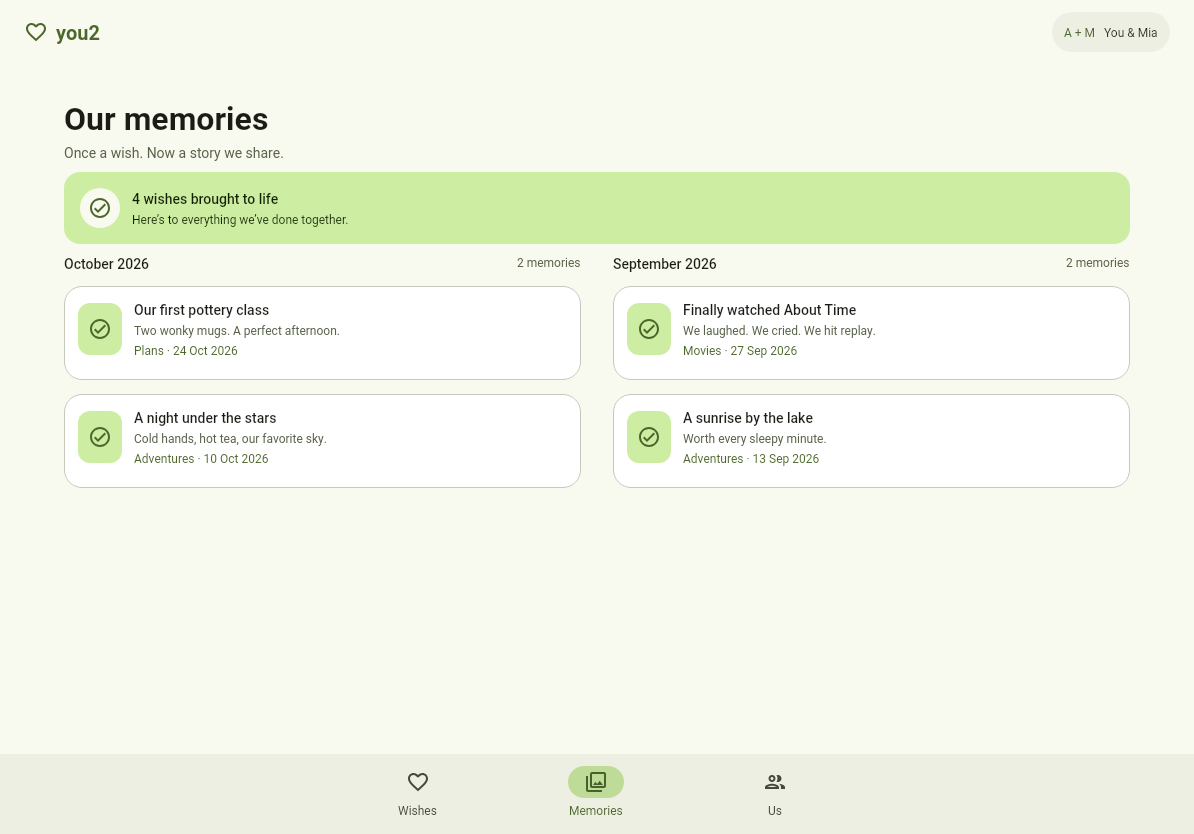 you2
A + M You & Mia
Our memories
Once a wish. Now a story we share.
4 wishes brought to life
Here’s to everything we’ve done together.
October 2026
2 memories
Our first pottery class
Two wonky mugs. A perfect afternoon.
Plans · 24 Oct 2026
A night under the stars
Cold hands, hot tea, our favorite sky.
Adventures · 10 Oct 2026
September 2026
2 memories
Finally watched About Time
We laughed. We cried. We hit replay.
Movies · 27 Sep 2026
A sunrise by the lake
Worth every sleepy minute.
Adventures · 13 Sep 2026
Wishes
Memories
Us